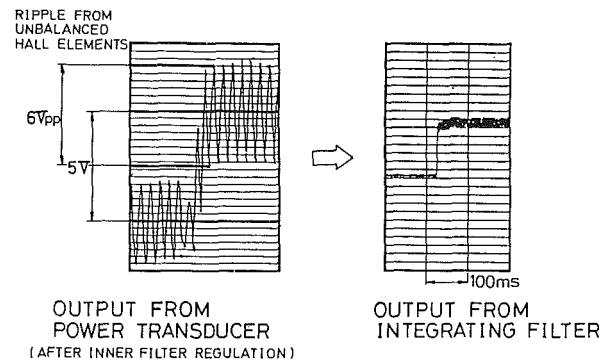 RIPPLE FROM
UNBALANCED
HALL ELEMENTS
6Vpp
5V
100ms
OUTPUT FROM
POWER TRANSDUCER
(AFTER INNER FILTER REGULATION)
OUTPUT FROM
INTEGRATING FILTER